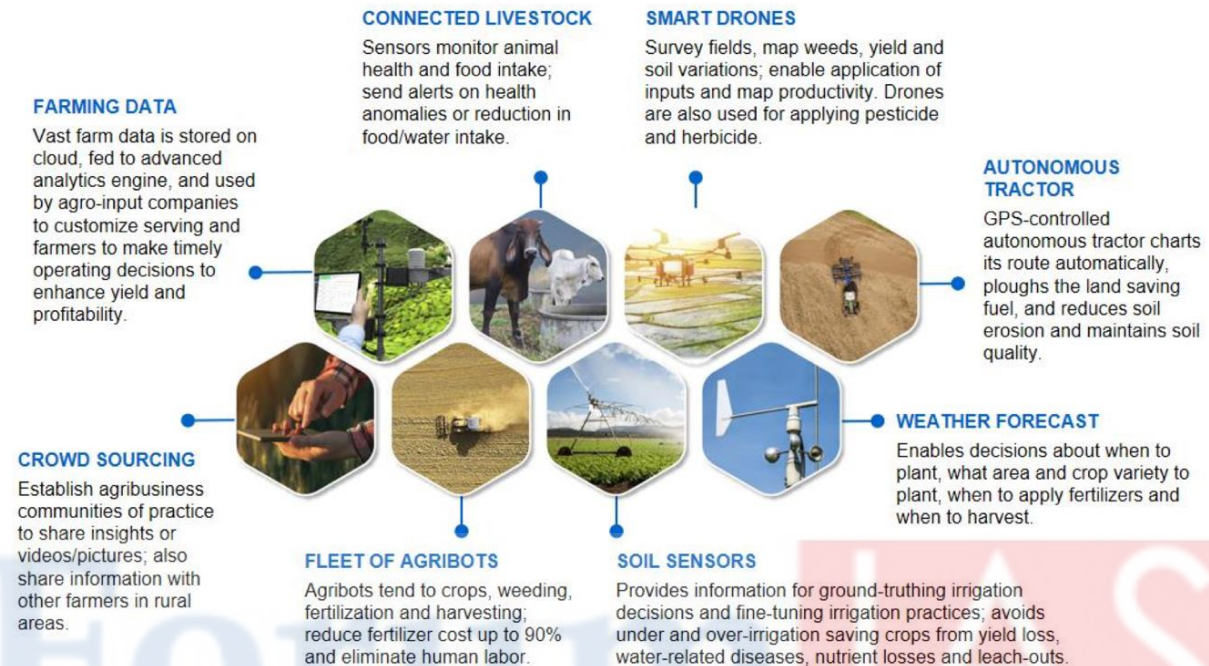 CONNECTED LIVESTOCK
Sensors monitor animal
health and food intake;
send alerts on health
anomalies or reduction in
food/water intake.
SMART DRONES
Survey fields, map weeds, yield and
soil variations; enable application of
inputs and map productivity. Drones
are also used for applying pesticide
and herbicide.
FARMING DATA
Vast farm data is stored on
cloud, fed to advanced
analytics engine, and used
by agro-input companies
to customize serving and
farmers to make timely
operating decisions to
enhance yield and
profitability.
AUTONOMOUS
TRACTOR
GPS-controlled
autonomous tractor charts
its route automatically,
ploughs the land saving
fuel, and reduces soil
erosion and maintains soil
quality.
CROWD SOURCING
Establish agribusiness
communities of practice
to share insights or
videos/pictures; also
share information with
other farmers in rural
areas.
WEATHER FORECAST
Enables decisions about when to
plant, what area and crop variety to
plant, when to apply fertilizers and
when to harvest.
FLEET OF AGRIBOTS
Agribots tend to crops, weeding,
fertilization and harvesting;
reduce fertilizer cost up to 90%
and eliminate human labor.
SOIL SENSORS
Provides information for ground-truthing irrigation
decisions and fine-tuning irrigation practices; avoids
under and over-irrigation saving crops from yield loss,
water-related diseases, nutrient losses and leach-outs.